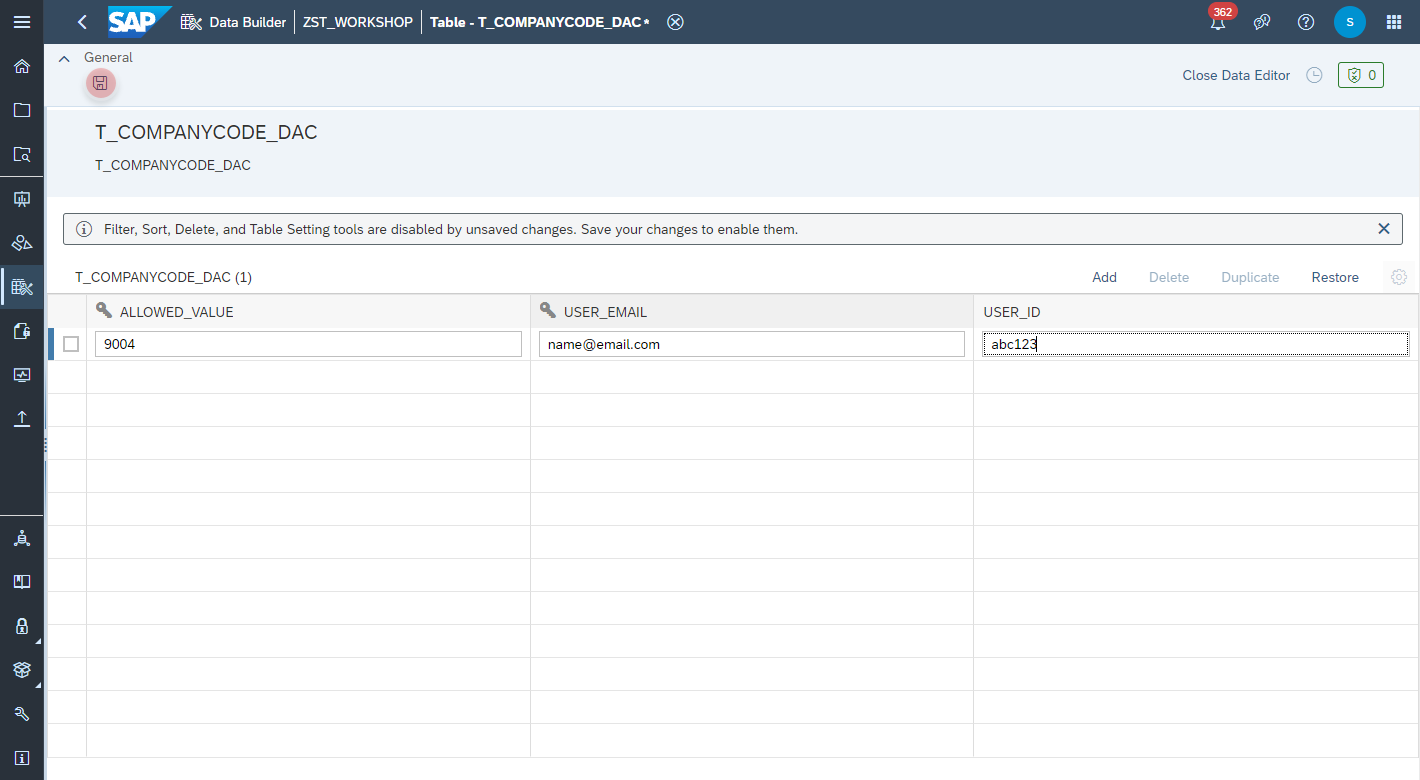 SAP Data Builder ZST_WORKSHOP Table - T_COMPANYCODE_DAC * 362 S
General
Close Data Editor 0
T_COMPANYCODE_DAC
T_COMPANYCODE_DAC
Filter, Sort, Delete, and Table Setting tools are disabled by unsaved changes. Save your changes to enable them.
T_COMPANYCODE_DAC (1) Add Delete Duplicate Restore
ALLOWED_VALUE USER_EMAIL USER_ID
9004 name@email.com abc123